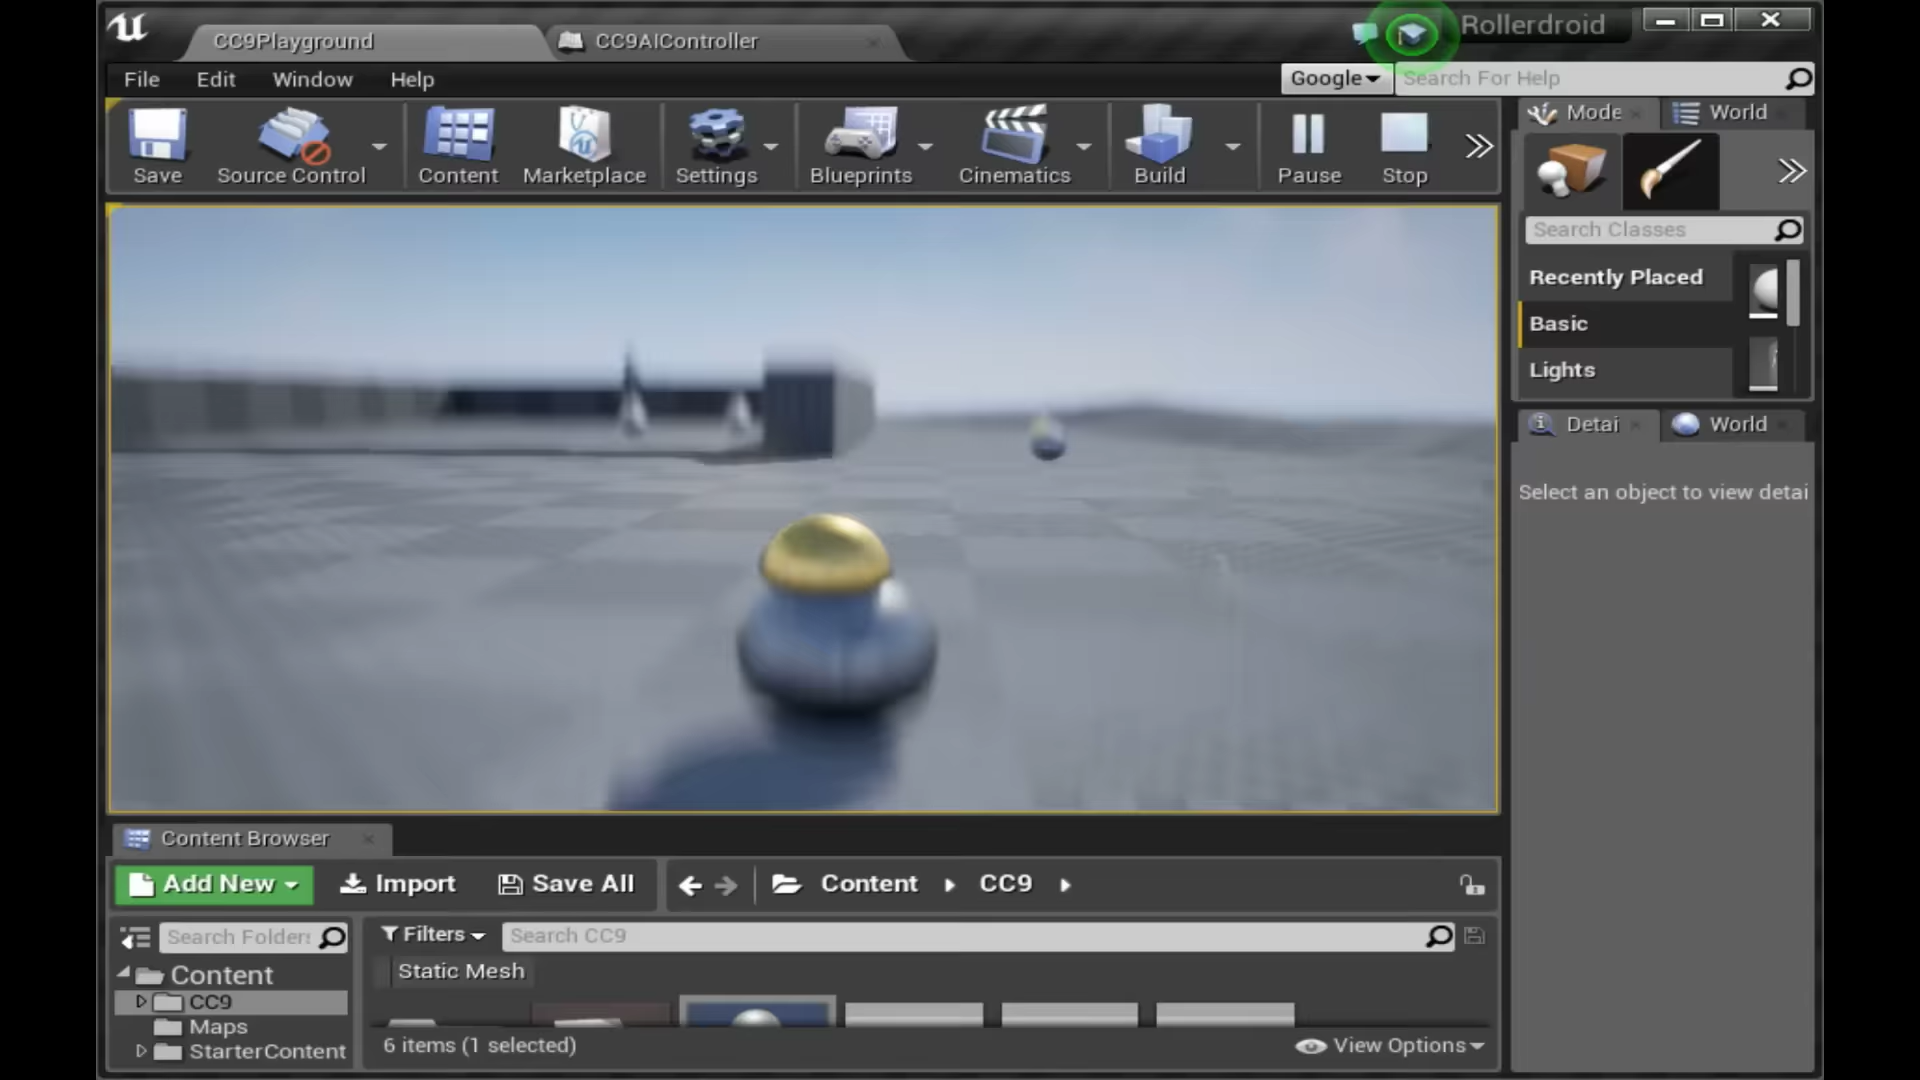 CC9Playground
CC9AIController
Rollerdroid
File Edit Window Help
Google
Search For Help
Save
Source Control
Content
Marketplace
Settings
Blueprints
Cinematics
Build
Pause
Stop
Mode
World
Search Classes
Recently Placed
Basic
Lights
Detai
World
Select an object to view detai
Content Browser
Add New
Import
Save All
Content
CC9
Search Folder
Filters
Search CC9
Static Mesh
Content
CC9
Maps
StarterContent
6 items (1 selected)
View Options